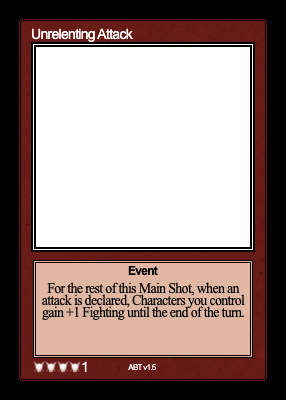 Unrelenting Attack
Event
For the rest of this Main Shot, when an
attack is declared, Characters you control
gain +1 Fighting until the end of the turn.
1
ABT v1.5